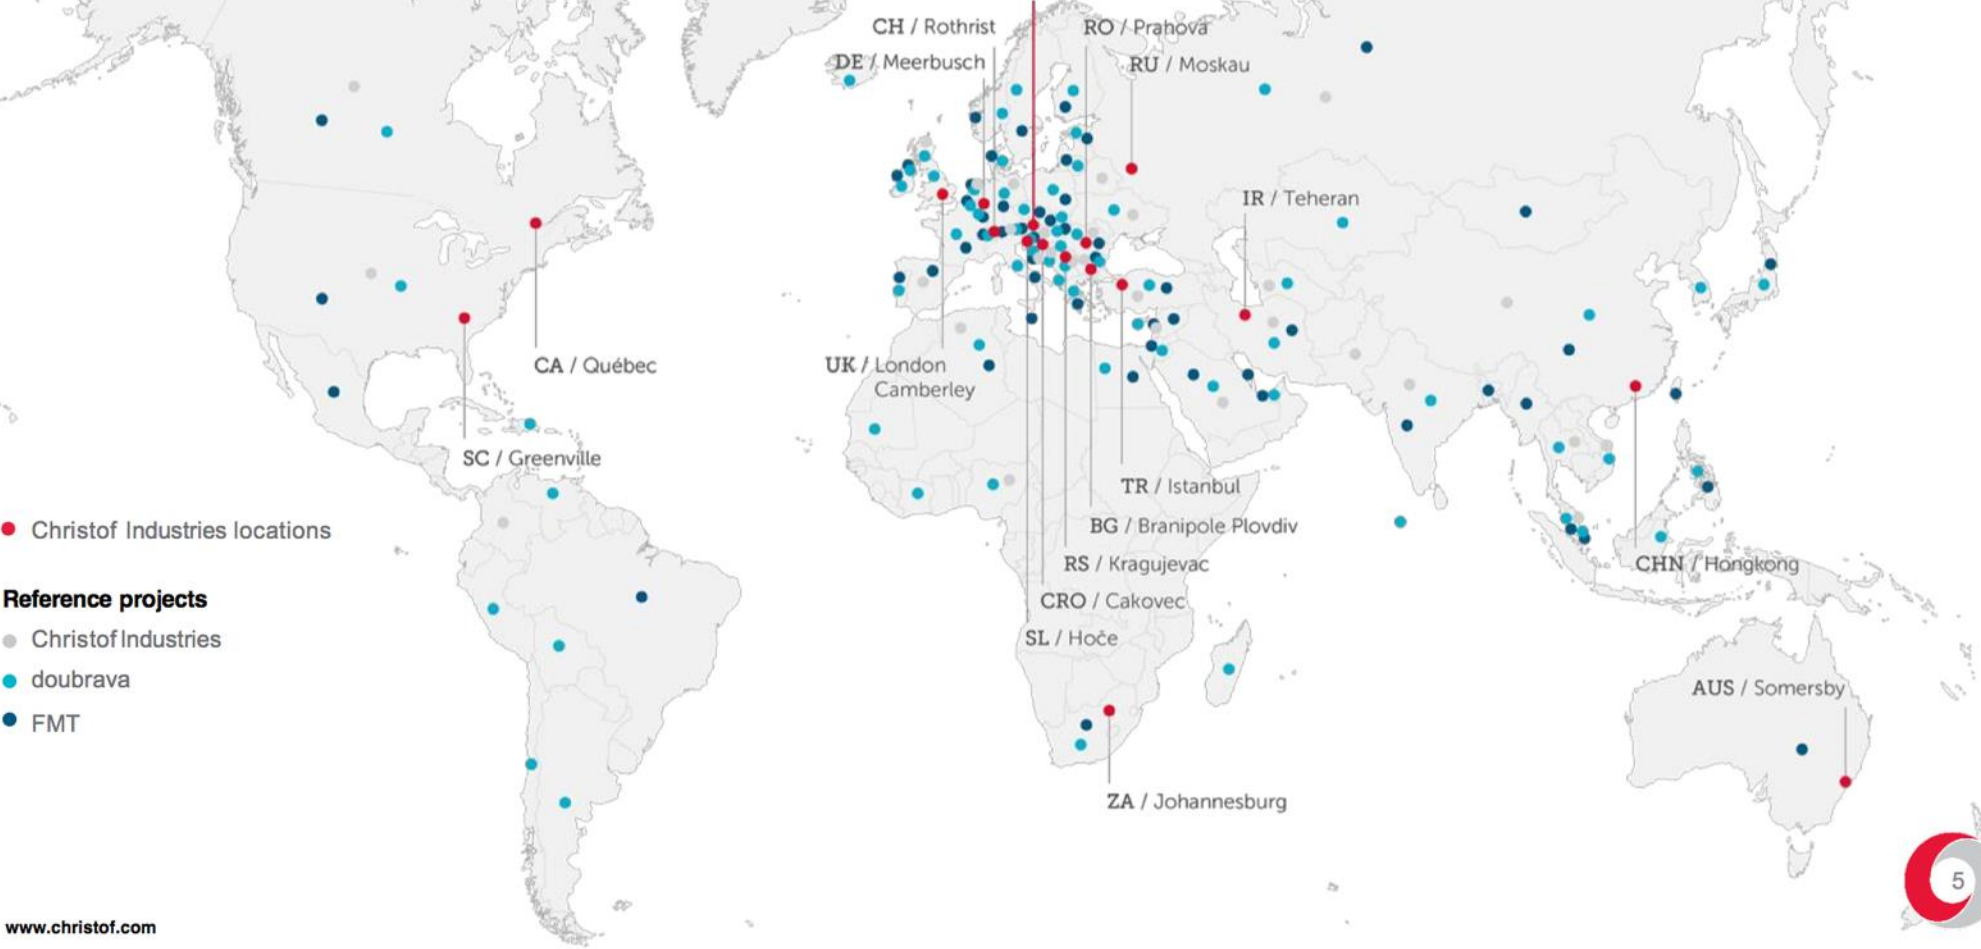 CH / Rothrist
RO / Prahova
DE / Meerbusch
RU / Moskau
IR / Teheran
CA / Québec
UK / London
Camberley
SC / Greenville
TR / Istanbul
BG / Branipole Plovdiv
RS / Kragujevac
CHN / Hongkong
CRO / Cakovec
SL / Hoče
AUS / Somersby
ZA / Johannesburg
Christof Industries locations
Reference projects
Christof Industries
doubrava
FMT
5
www.christof.com